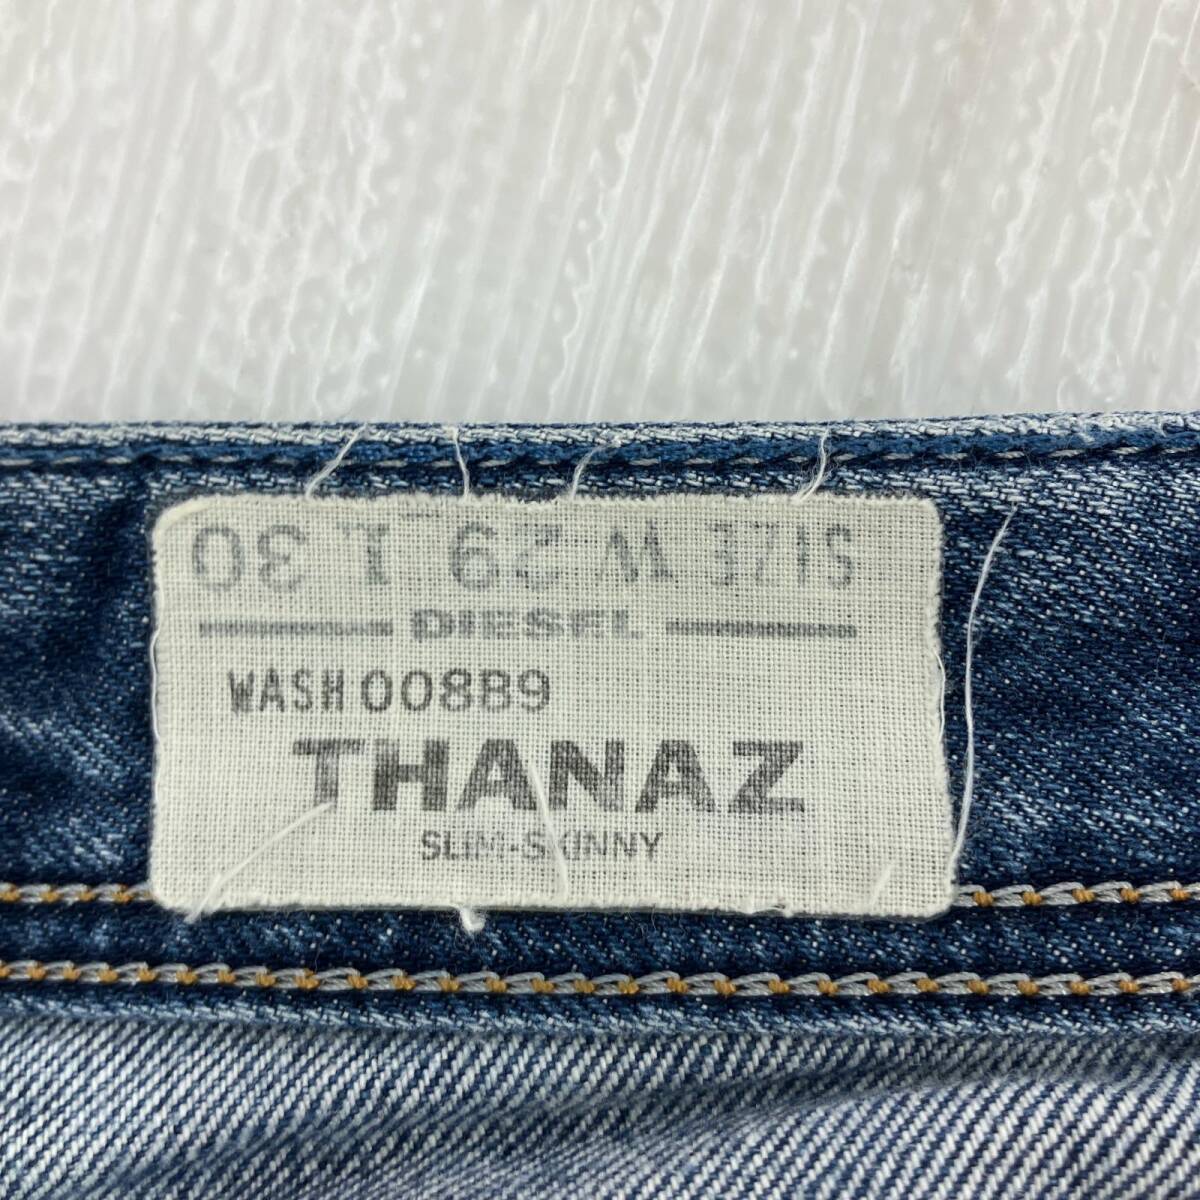 SIZE W 29 L 30
DIESEL
WASH 008B9
THANAZ
SLIM-SKINNY